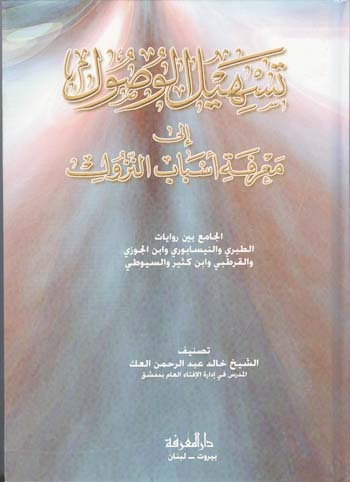 تسهيل الوصول
إلى
معرفة أسباب النزول
الجامع بين روايات
الطبري والنيسابوري وابن الجوزي
والقرطبي وابن كثير والسيوطي
تصنيف
الشيخ خالد عبد الرحمن العك
المدرس في إدارة الافتاء العام بدمشق
دار المعرفة
بيروت - لبنان